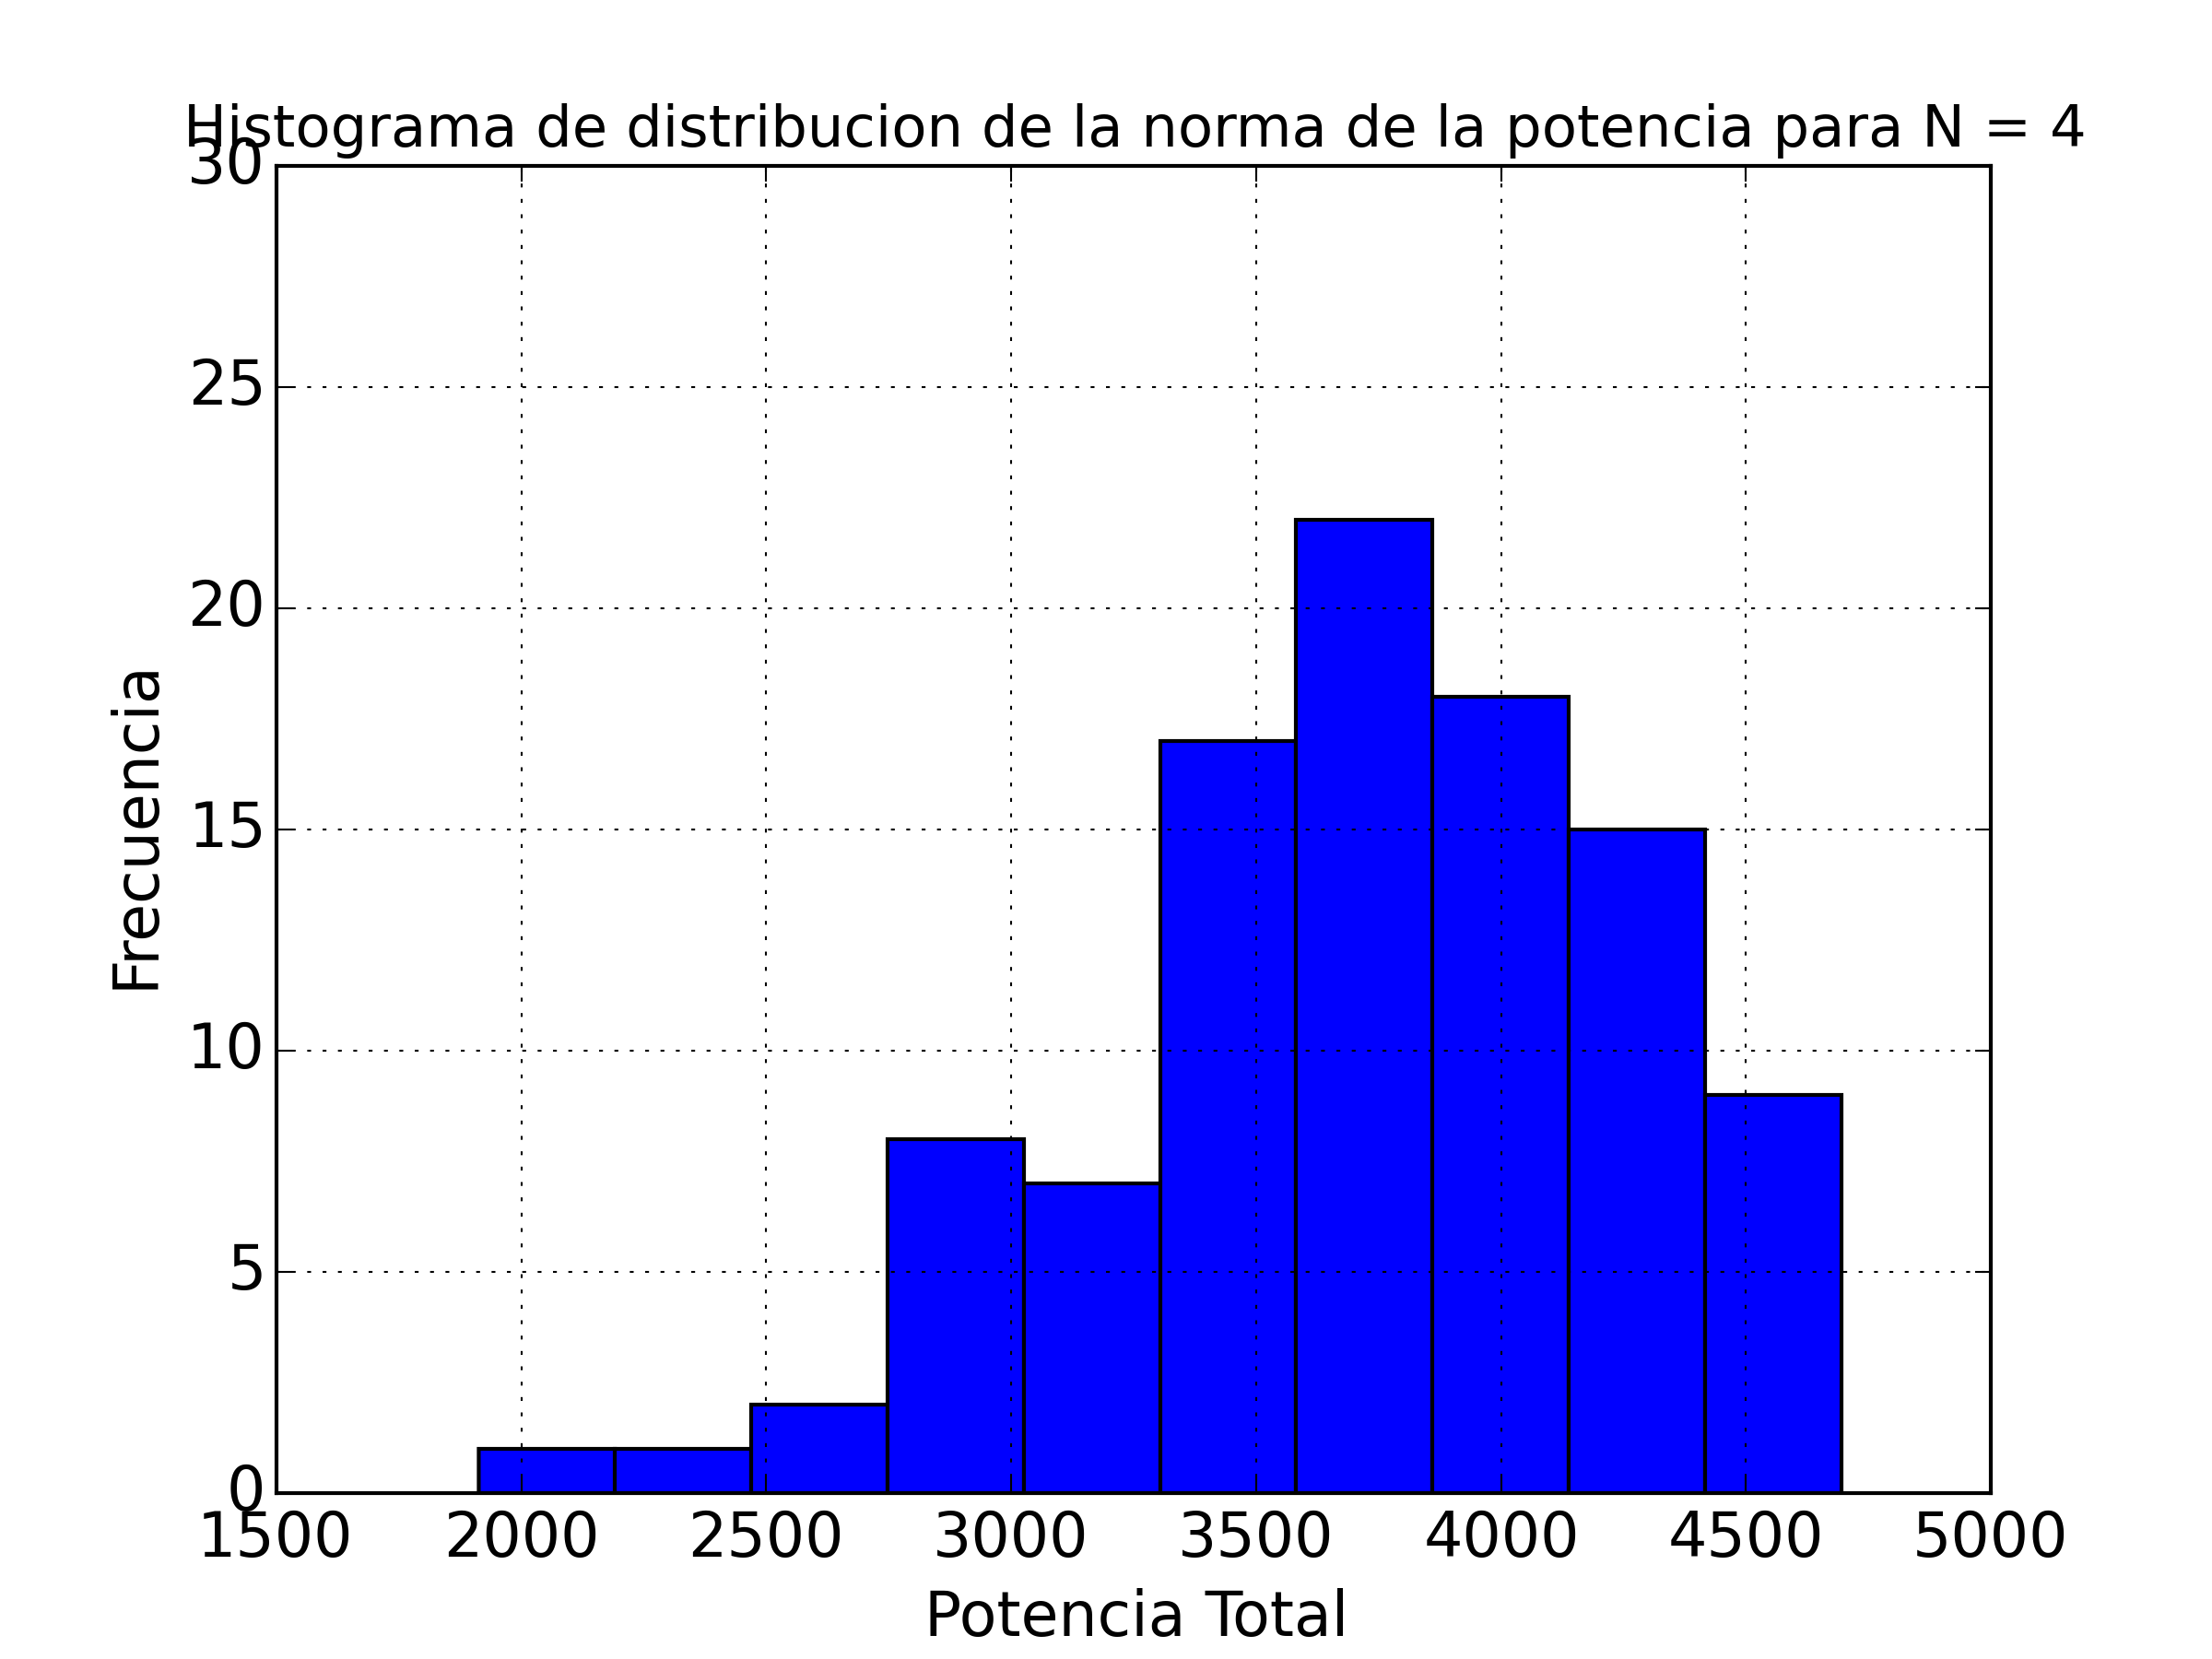 Histograma de distribucion de la norma de la potencia para N = 4
30
25
20
15
10
5
0
Frecuencia
1500 2000 2500 3000 3500 4000 4500 5000
Potencia Total